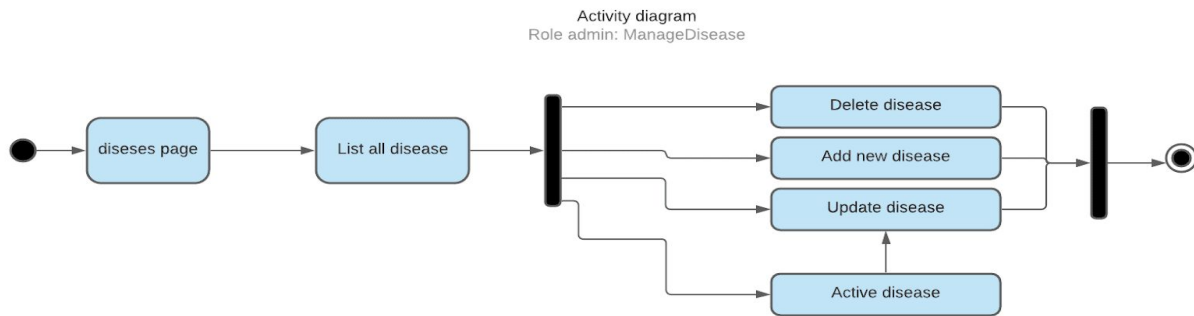 Activity diagram
Role admin: ManageDisease
diseses page
List all disease
Delete disease
Add new disease
Update disease
Active disease